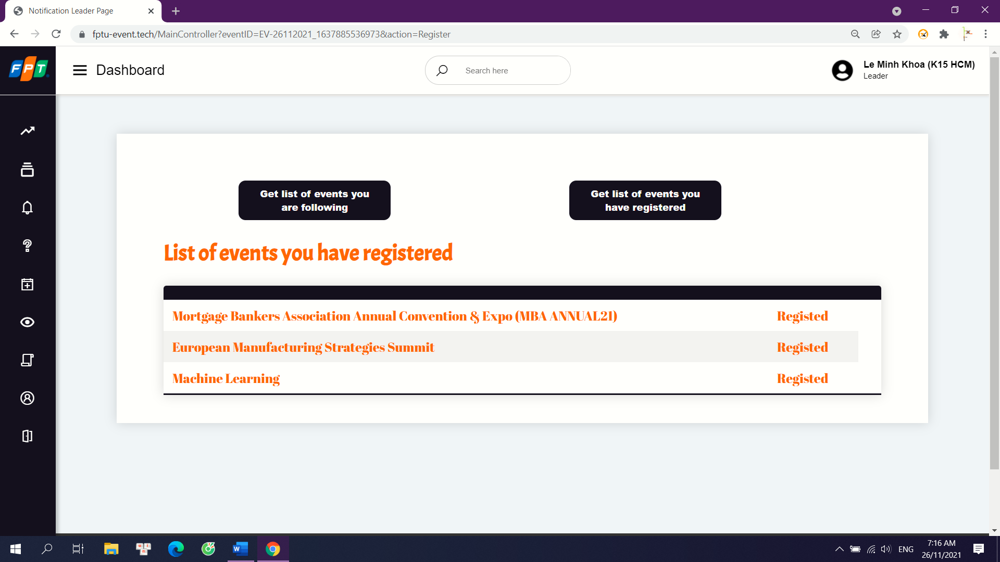 Notification Leader Page
fptu-event.tech/MainController?eventID=EV-26112021_1637885536973&action=Register
FPT
Dashboard
Search here
Le Minh Khoa (K15 HCM)
Leader
Get list of events you
are following
Get list of events you
have registered
List of events you have registered
Mortgage Bankers Association Annual Convention & Expo (MBA ANNUAL21) Registed
European Manufacturing Strategies Summit Registed
Machine Learning Registed
ENG
7:16 AM
26/11/2021